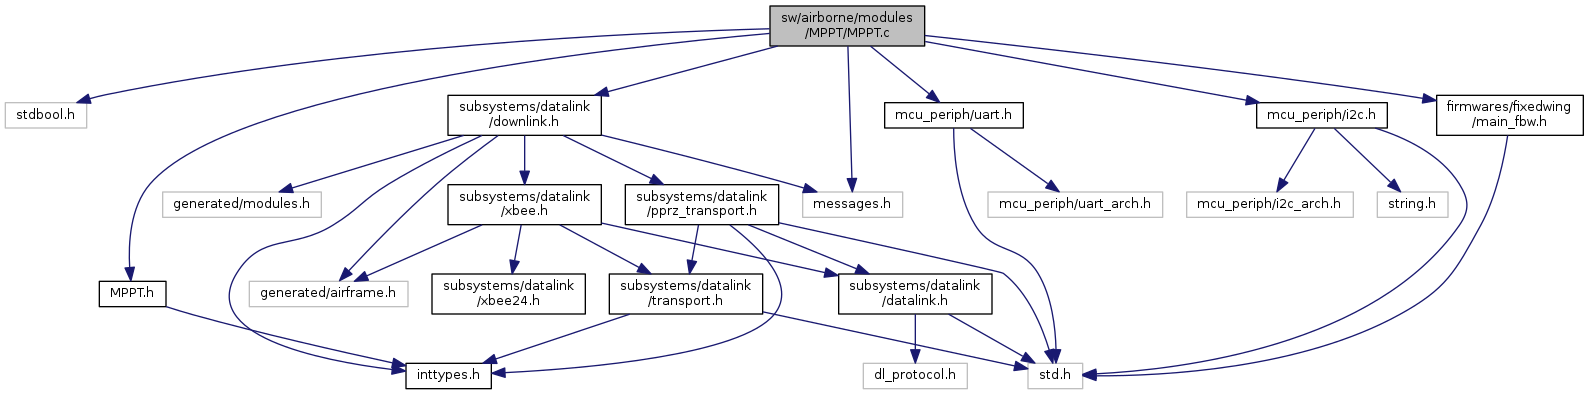 sw/airborne/modules
/MPPT/MPPT.c
stdbool.h
subsystems/datalink
/downlink.h
mcu_periph/uart.h
mcu_periph/i2c.h
firmwares/fixedwing
/main_fbw.h
generated/modules.h
subsystems/datalink
/xbee.h
subsystems/datalink
/pprz_transport.h
messages.h
mcu_periph/uart_arch.h
mcu_periph/i2c_arch.h
string.h
MPPT.h
generated/airframe.h
subsystems/datalink
/xbee24.h
subsystems/datalink
/transport.h
subsystems/datalink
/datalink.h
inttypes.h
dl_protocol.h
std.h